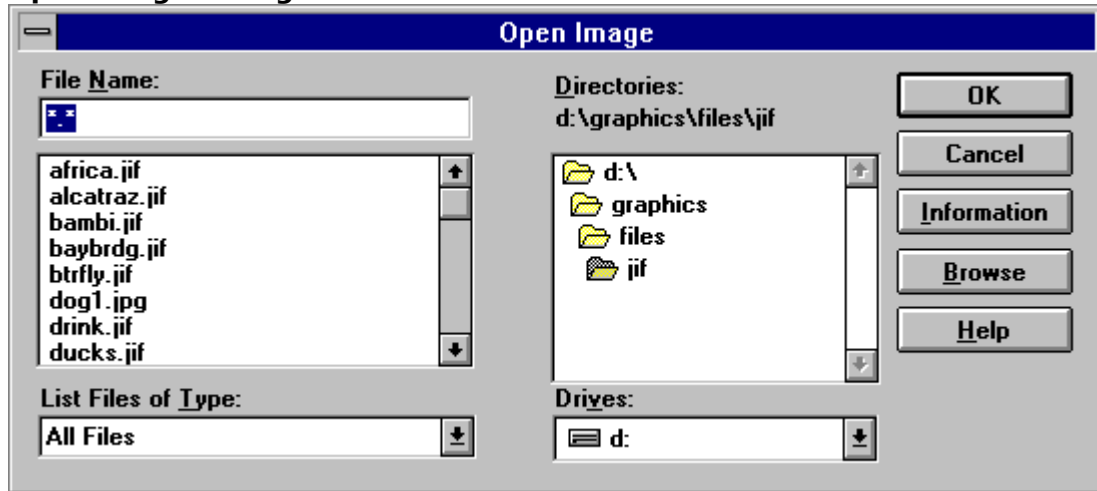 Open Image
File Name:
*.*
africa.jif
alcatraz.jif
bambi.jif
baybrdg.jif
btrfly.jif
dog1.jpg
drink.jif
ducks.jif
List Files of Type:
All Files
Directories:
d:\graphics\files\jif
d:\
graphics
files
jif
Drives:
d:
OK
Cancel
Information
Browse
Help